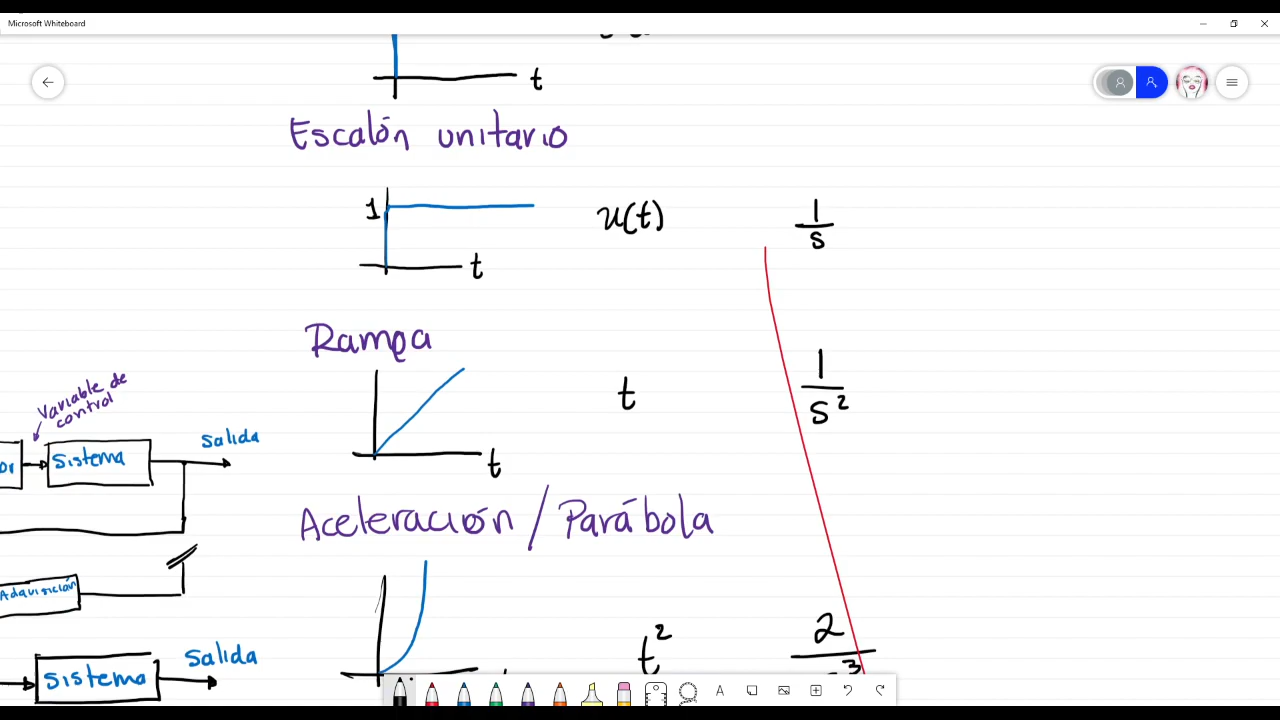 Microsoft Whiteboard
t
Escalón unitario
1
t
u(t)
1
s
Rampa
t
t
1
s²
Variable de
control
Sistema
salida
Aceleración / Parábola
t²
2
³
Adquisición
Sistema
salida
A